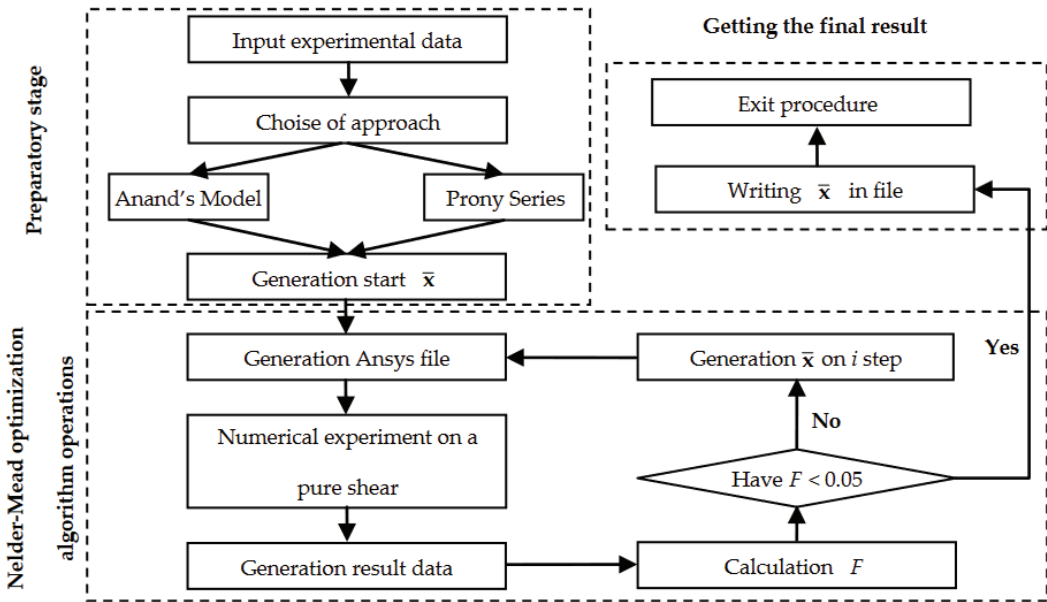 Preparatory stage
Input experimental data
Choise of approach
Anand's Model
Prony Series
Generation start x̄
Getting the final result
Exit procedure
Writing x̄ in file
Nelder-Mead optimization
algorithm operations
Generation Ansys file
Numerical experiment on a
pure shear
Generation result data
Generation x̄ on i step
Yes
No
Have F < 0.05
Calculation F